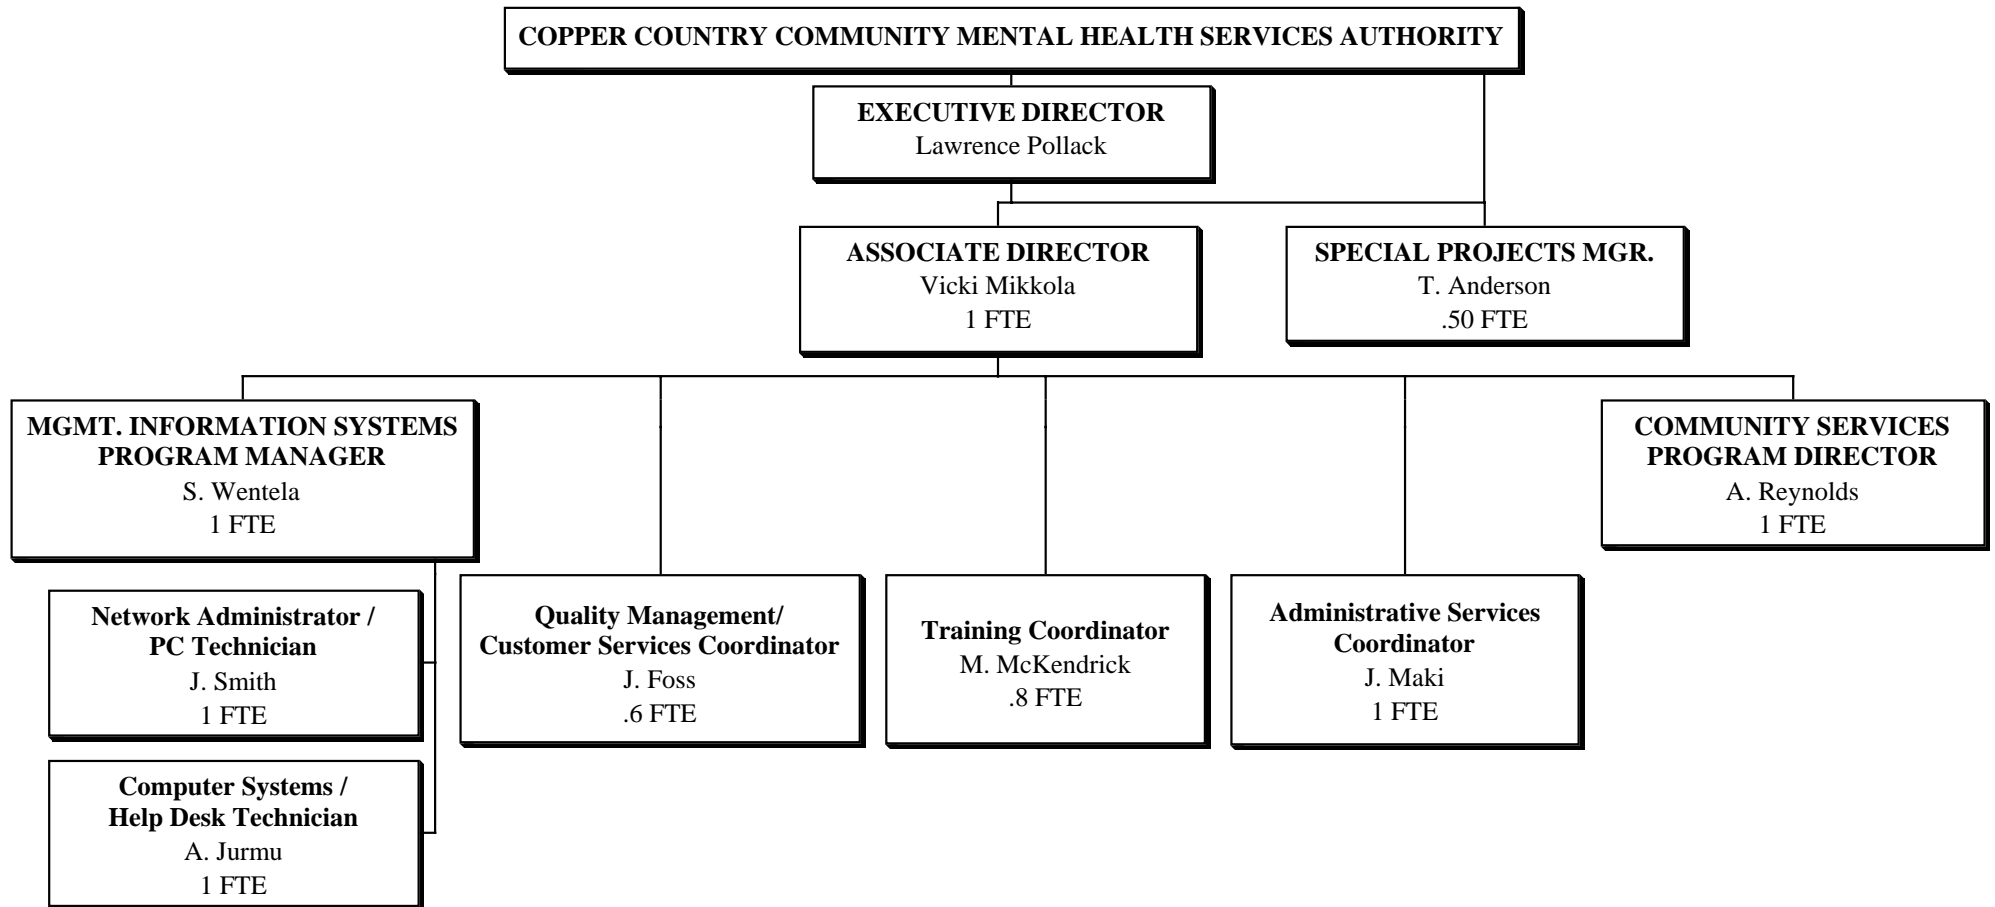 COPPER COUNTRY COMMUNITY MENTAL HEALTH SERVICES AUTHORITY
EXECUTIVE DIRECTOR
Lawrence Pollack
ASSOCIATE DIRECTOR
Vicki Mikkola
1 FTE
SPECIAL PROJECTS MGR.
T. Anderson
.50 FTE
MGMT. INFORMATION SYSTEMS
PROGRAM MANAGER
S. Wentela
1 FTE
COMMUNITY SERVICES
PROGRAM DIRECTOR
A. Reynolds
1 FTE
Network Administrator /
PC Technician
J. Smith
1 FTE
Quality Management/
Customer Services Coordinator
J. Foss
.6 FTE
Training Coordinator
M. McKendrick
.8 FTE
Administrative Services
Coordinator
J. Maki
1 FTE
Computer Systems /
Help Desk Technician
A. Jurmu
1 FTE